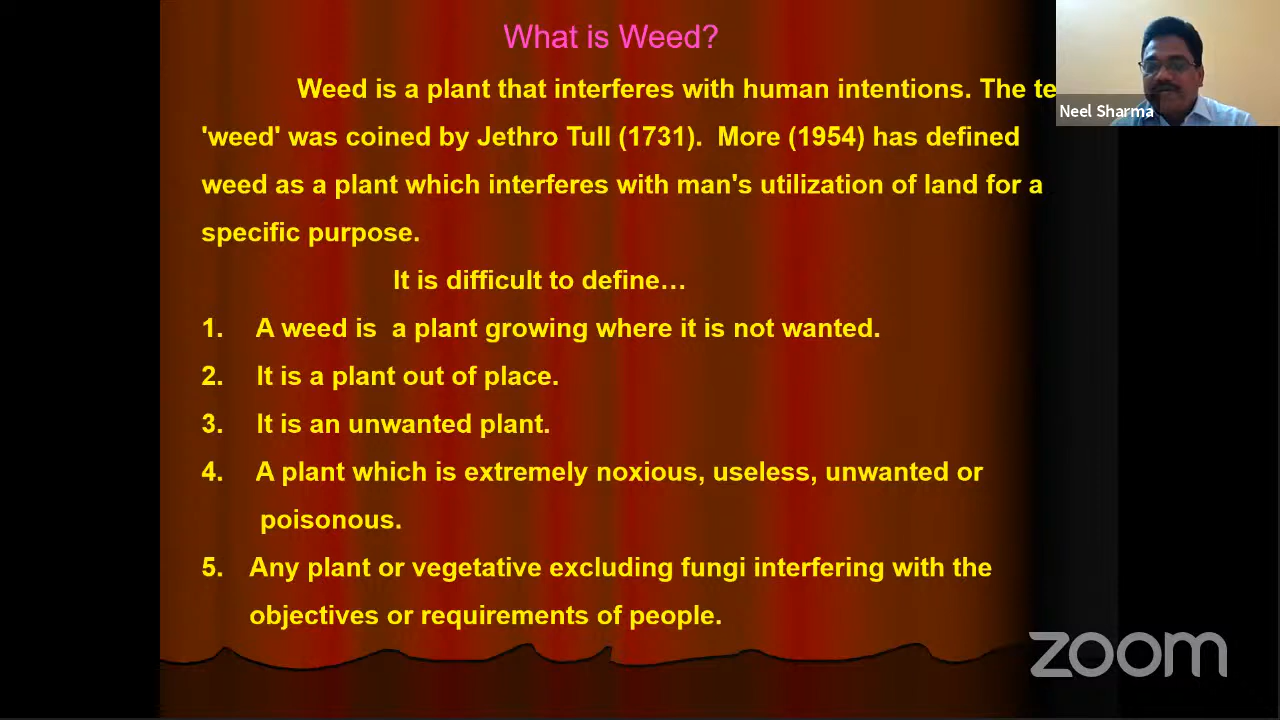 What is Weed?
Weed is a plant that interferes with human intentions. The te
Neel Sharma
'weed' was coined by Jethro Tull (1731). More (1954) has defined
weed as a plant which interferes with man's utilization of land for a
specific purpose.
It is difficult to define…
1. A weed is a plant growing where it is not wanted.
2. It is a plant out of place.
3. It is an unwanted plant.
4. A plant which is extremely noxious, useless, unwanted or
poisonous.
5. Any plant or vegetative excluding fungi interfering with the
objectives or requirements of people.
zoom